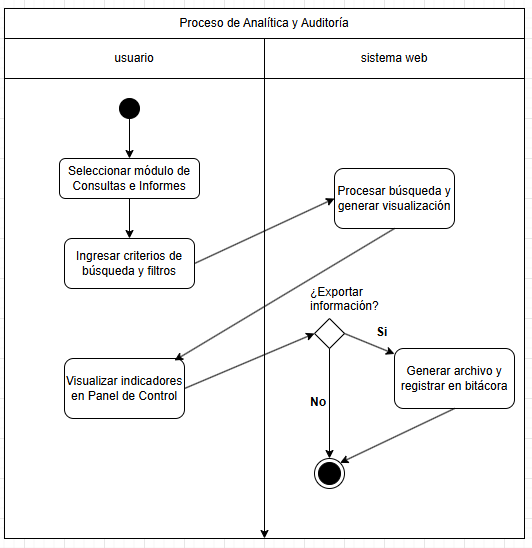 Proceso de Analítica y Auditoría
usuario
sistema web
Seleccionar módulo de
Consultas e Informes
Procesar búsqueda y
generar visualización
Ingresar criterios de
búsqueda y filtros
¿Exportar
información?
Si
Visualizar indicadores
en Panel de Control
Generar archivo y
registrar en bitácora
No